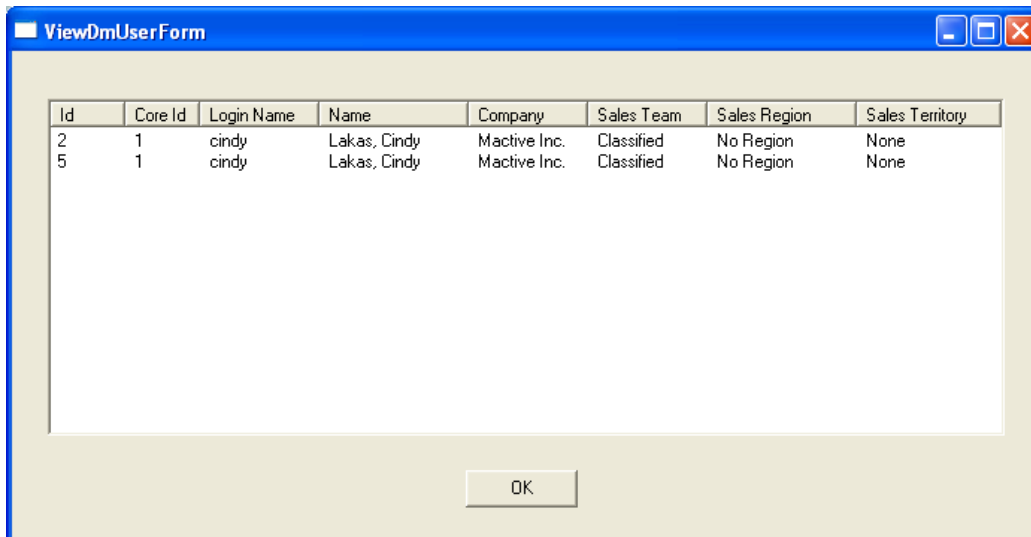 ViewDmUserForm
Id Core Id Login Name Name Company Sales Team Sales Region Sales Territory
2 1 cindy Lakas, Cindy Mactive Inc. Classified No Region None
5 1 cindy Lakas, Cindy Mactive Inc. Classified No Region None
OK